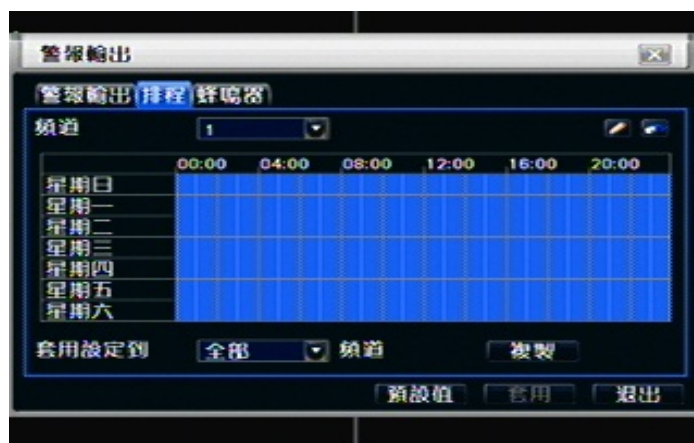 警報輸出
警報輸出 排程 蜂鳴器
頻道 1
00:00 04:00 08:00 12:00 16:00 20:00
星期日
星期一
星期二
星期三
星期四
星期五
星期六
套用設定到 全部 頻道 複製
預設值 套用 退出